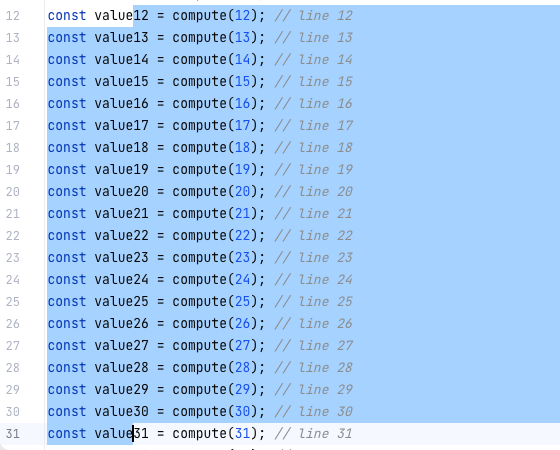 12 const value12 = compute(12); // line 12
13 const value13 = compute(13); // line 13
14 const value14 = compute(14); // line 14
15 const value15 = compute(15); // line 15
16 const value16 = compute(16); // line 16
17 const value17 = compute(17); // line 17
18 const value18 = compute(18); // line 18
19 const value19 = compute(19); // line 19
20 const value20 = compute(20); // line 20
21 const value21 = compute(21); // line 21
22 const value22 = compute(22); // line 22
23 const value23 = compute(23); // line 23
24 const value24 = compute(24); // line 24
25 const value25 = compute(25); // line 25
26 const value26 = compute(26); // line 26
27 const value27 = compute(27); // line 27
28 const value28 = compute(28); // line 28
29 const value29 = compute(29); // line 29
30 const value30 = compute(30); // line 30
31 const value31 = compute(31); // line 31